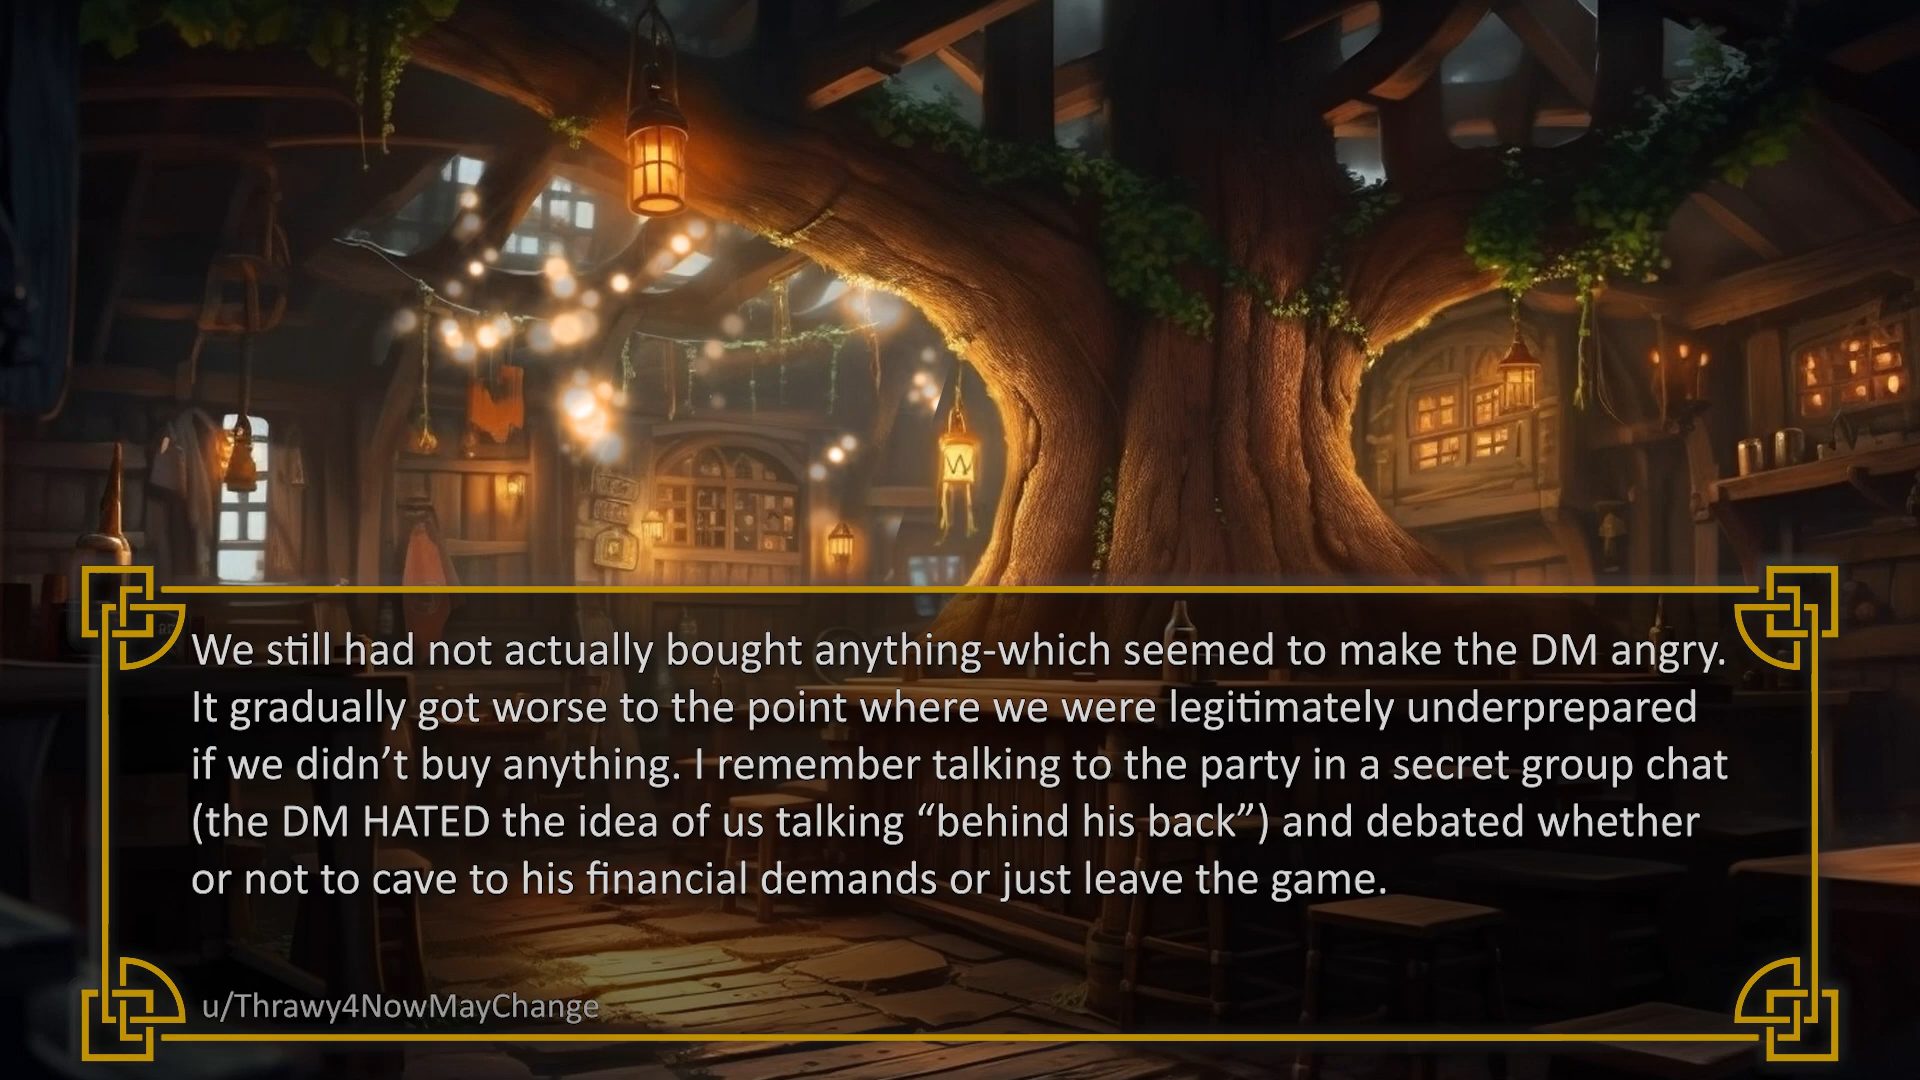 W
We still had not actually bought anything-which seemed to make the DM angry.
It gradually got worse to the point where we were legitimately underprepared
if we didn’t buy anything. I remember talking to the party in a secret group chat
(the DM HATED the idea of us talking “behind his back”) and debated whether
or not to cave to his financial demands or just leave the game.
u/Thrawy4NowMayChange